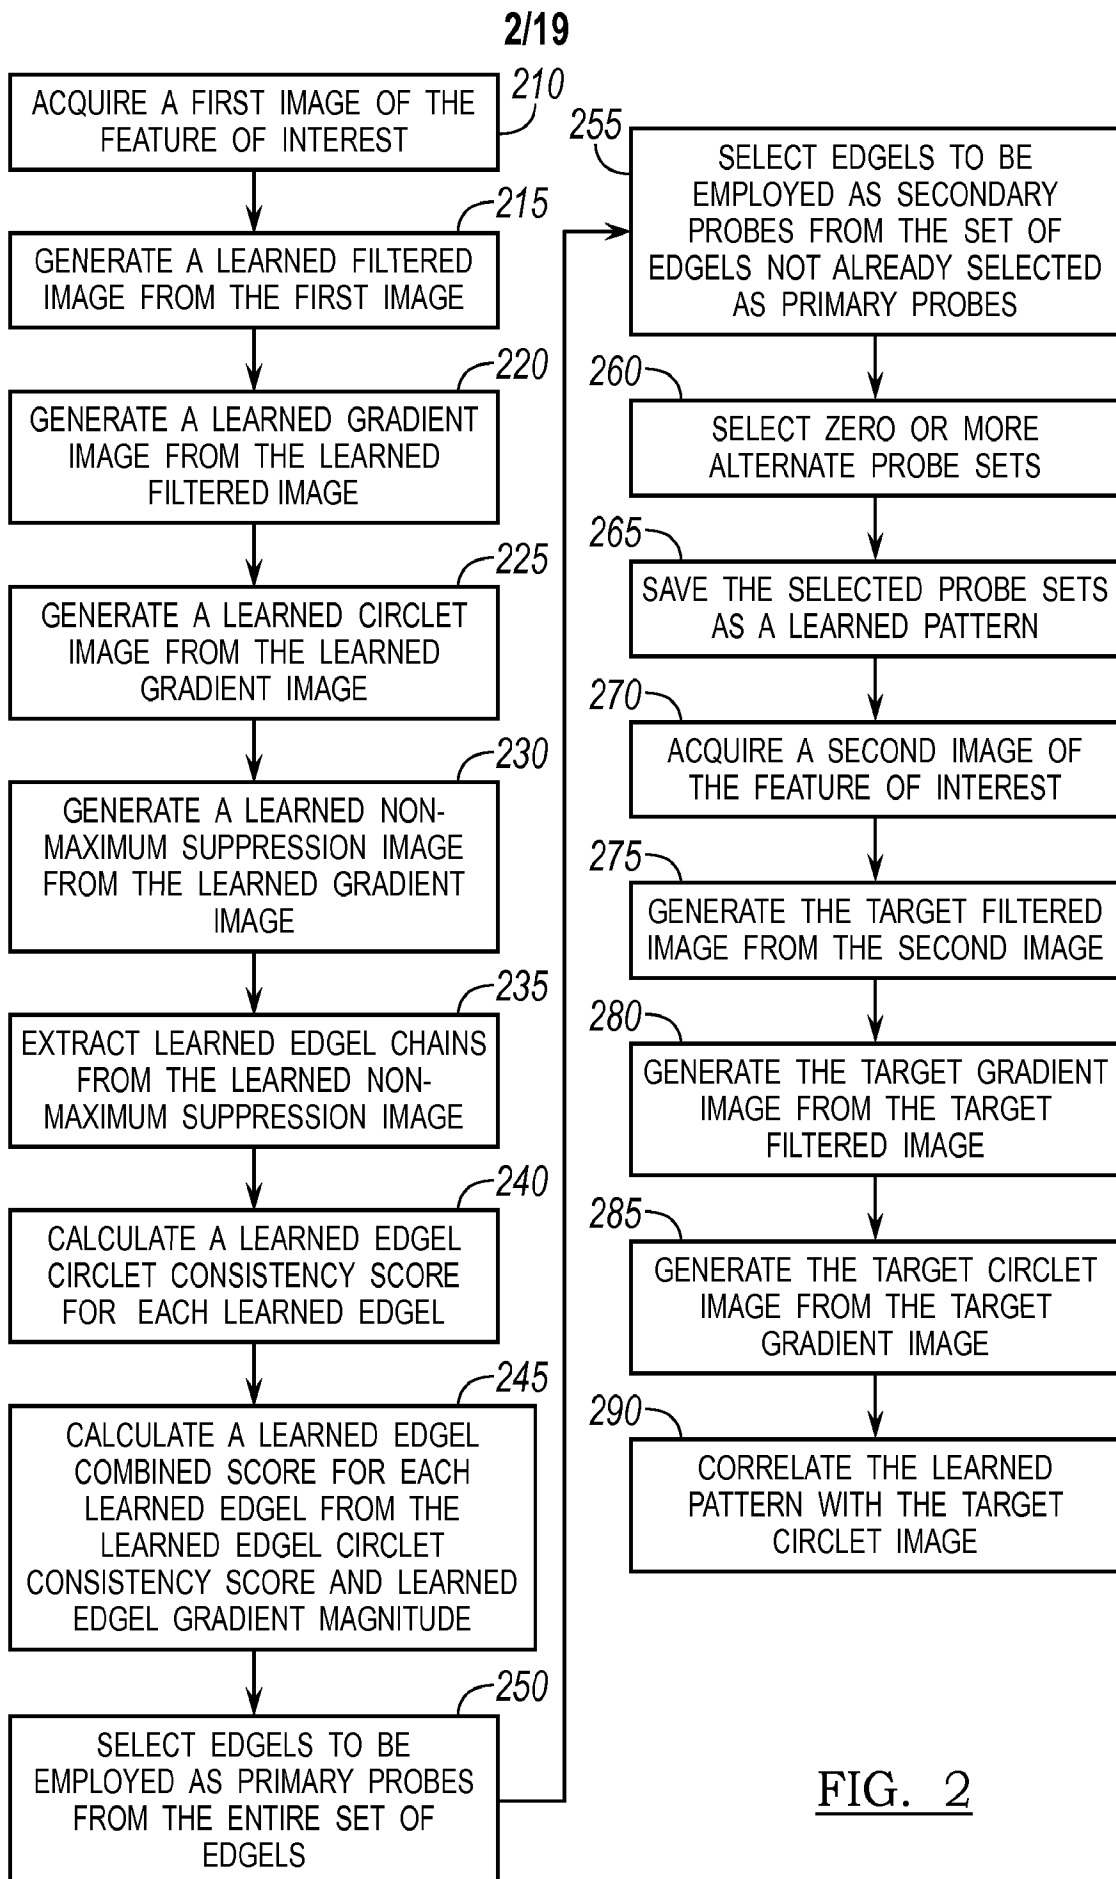 2/19
210
ACQUIRE A FIRST IMAGE OF THE
FEATURE OF INTEREST
215
GENERATE A LEARNED FILTERED
IMAGE FROM THE FIRST IMAGE
220
GENERATE A LEARNED GRADIENT
IMAGE FROM THE LEARNED
FILTERED IMAGE
225
GENERATE A LEARNED CIRCLET
IMAGE FROM THE LEARNED
GRADIENT IMAGE
230
GENERATE A LEARNED NON-
MAXIMUM SUPPRESSION IMAGE
FROM THE LEARNED GRADIENT
IMAGE
235
EXTRACT LEARNED EDGEL CHAINS
FROM THE LEARNED NON-
MAXIMUM SUPPRESSION IMAGE
240
CALCULATE A LEARNED EDGEL
CIRCLET CONSISTENCY SCORE
FOR EACH LEARNED EDGEL
245
CALCULATE A LEARNED EDGEL
COMBINED SCORE FOR EACH
LEARNED EDGEL FROM THE
LEARNED EDGEL CIRCLET
CONSISTENCY SCORE AND LEARNED
EDGEL GRADIENT MAGNITUDE
250
SELECT EDGELS TO BE
EMPLOYED AS PRIMARY PROBES
FROM THE ENTIRE SET OF
EDGELS
255
SELECT EDGELS TO BE
EMPLOYED AS SECONDARY
PROBES FROM THE SET OF
EDGELS NOT ALREADY SELECTED
AS PRIMARY PROBES
260
SELECT ZERO OR MORE
ALTERNATE PROBE SETS
265
SAVE THE SELECTED PROBE SETS
AS A LEARNED PATTERN
270
ACQUIRE A SECOND IMAGE OF
THE FEATURE OF INTEREST
275
GENERATE THE TARGET FILTERED
IMAGE FROM THE SECOND IMAGE
280
GENERATE THE TARGET GRADIENT
IMAGE FROM THE TARGET
FILTERED IMAGE
285
GENERATE THE TARGET CIRCLET
IMAGE FROM THE TARGET
GRADIENT IMAGE
290
CORRELATE THE LEARNED
PATTERN WITH THE TARGET
CIRCLET IMAGE
FIG. 2